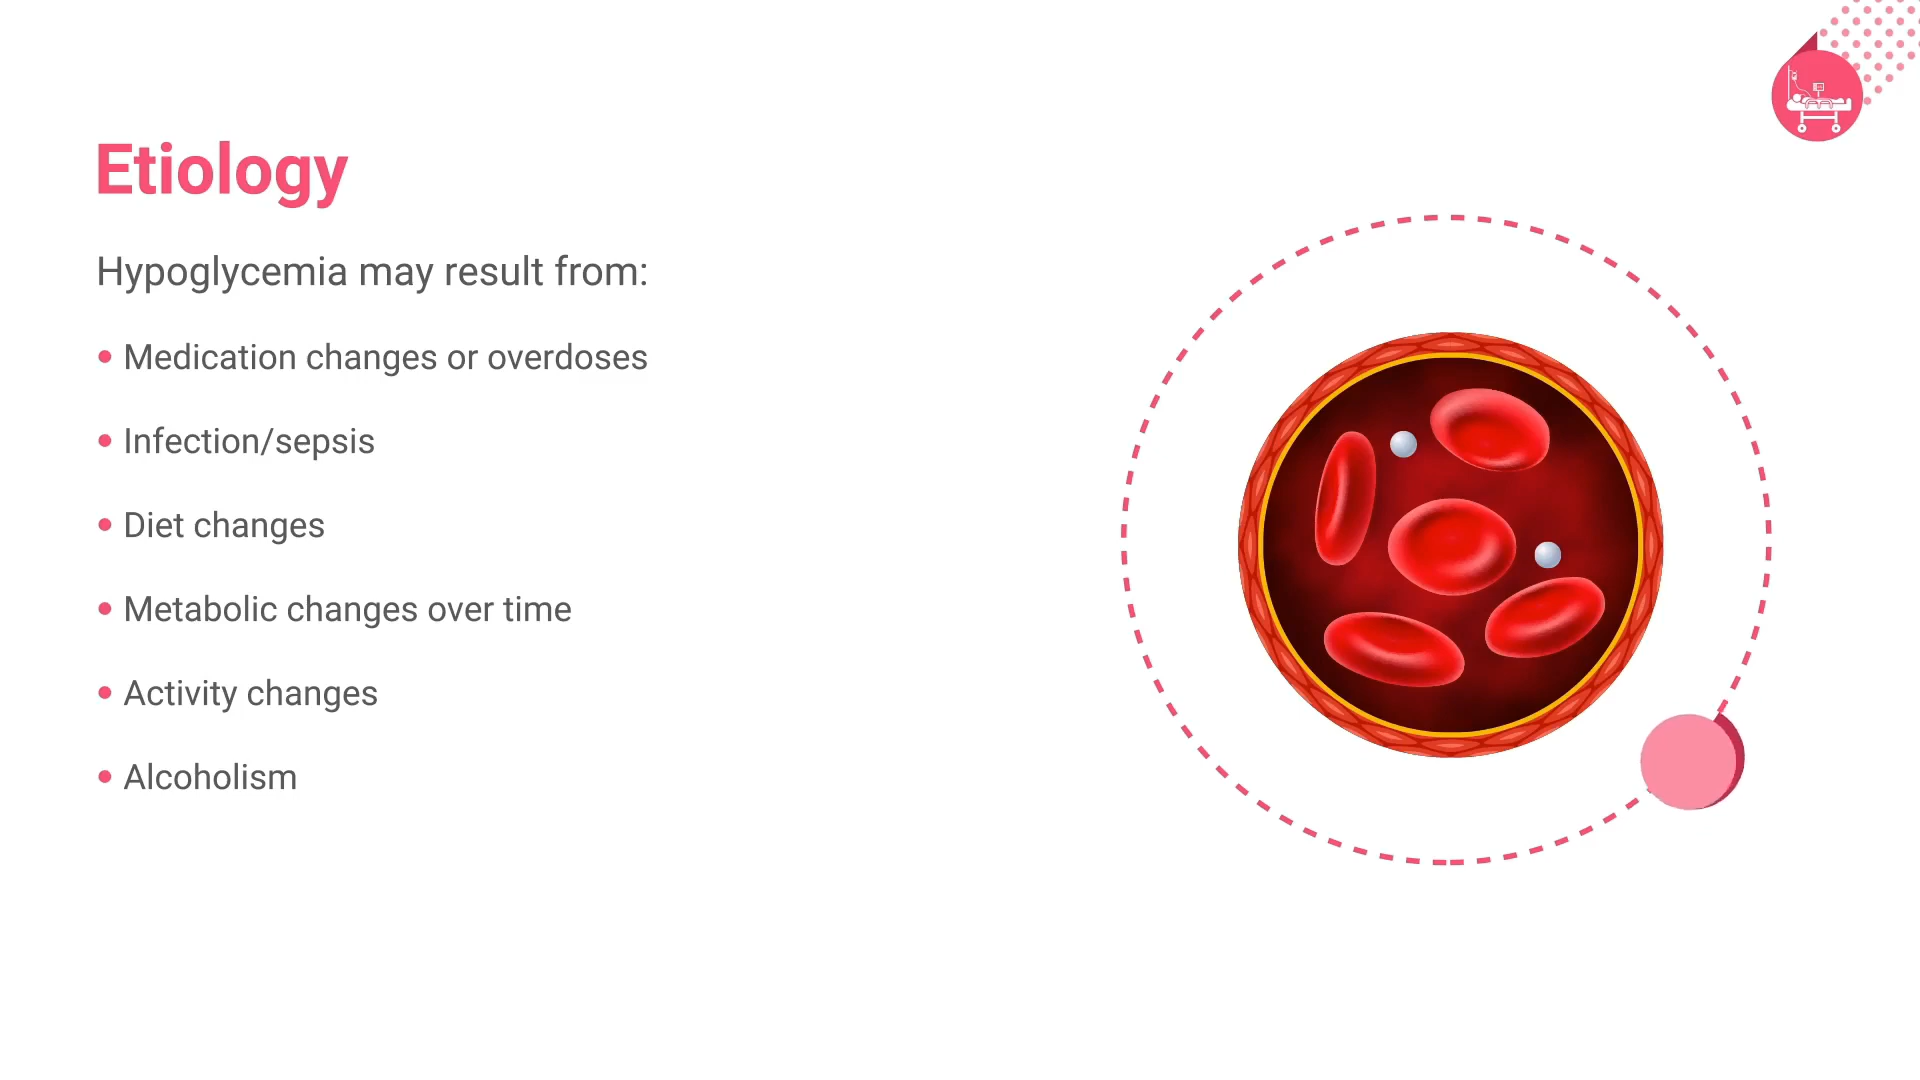 Etiology
Hypoglycemia may result from:
• Medication changes or overdoses
• Infection/sepsis
• Diet changes
• Metabolic changes over time
• Activity changes
• Alcoholism